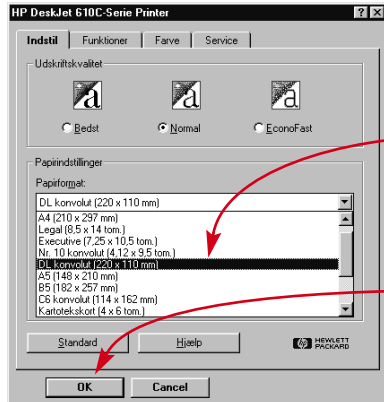 HP DeskJet 610C-Serie Printer
Indstil Funktioner Farve Service
Udskriftskvalitet
Bedst Normal EconoFast
Papirindstillinger
Papirformat:
DL konvolut (220 x 110 mm)
A4 (210 x 297 mm)
Legal (8,5 x 14 tom.)
Executive (7,25 x 10,5 tom.)
Nr. 10 konvolut (4,12 x 9,5 tom.)
DL konvolut (220 x 110 mm)
A5 (148 x 210 mm)
B5 (182 x 257 mm)
C6 konvolut (114 x 162 mm)
Kartotekskort (4 x 6 tom.)
Standard Hjælp HEWLETT
PACKARD
OK Cancel